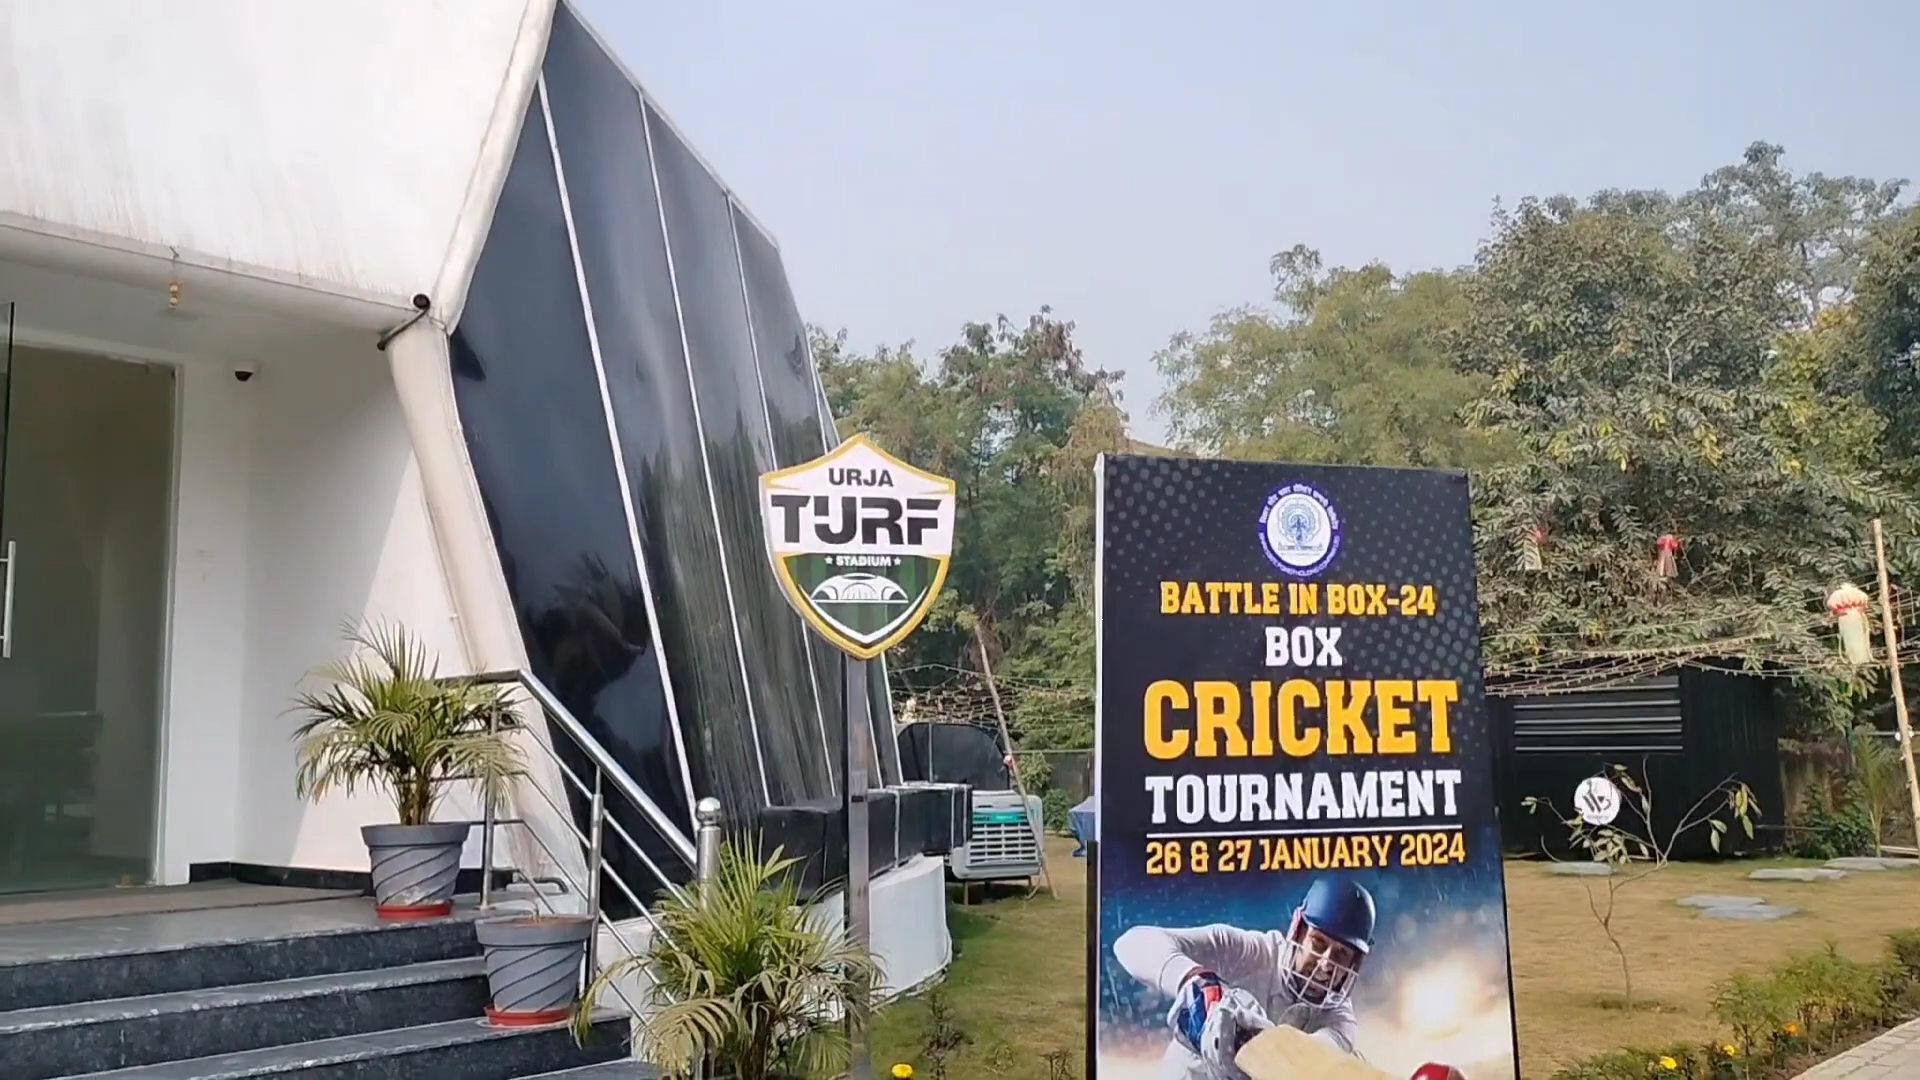 URJA
TURF
★ STADIUM ★
BATTLE IN BOX-24
BOX
CRICKET
TOURNAMENT
26 & 27 JANUARY 2024